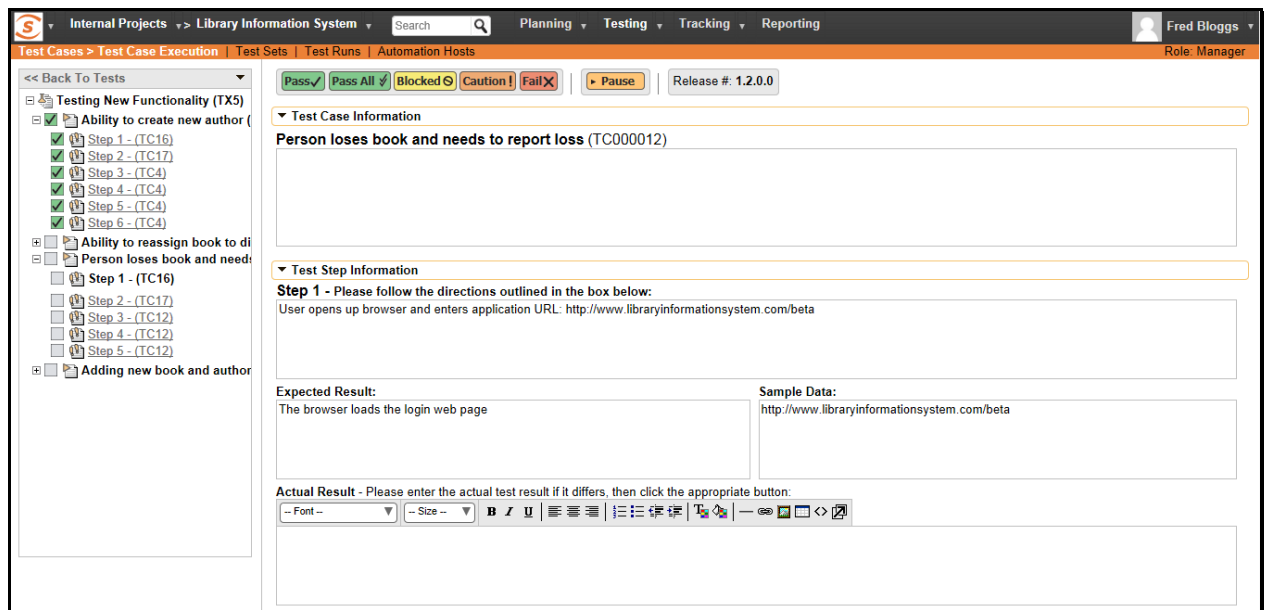 Internal Projects > Library Information System Search Planning Testing Tracking Reporting Fred Bloggs
Test Cases > Test Case Execution | Test Sets | Test Runs | Automation Hosts Role: Manager
<< Back To Tests
Testing New Functionality (TX5)
Ability to create new author (
Step 1 - (TC16)
Step 2 - (TC17)
Step 3 - (TC4)
Step 4 - (TC4)
Step 5 - (TC4)
Step 6 - (TC4)
Ability to reassign book to di
Person loses book and needs
Step 1 - (TC16)
Step 2 - (TC17)
Step 3 - (TC12)
Step 4 - (TC12)
Step 5 - (TC12)
Adding new book and author
Pass Pass All Blocked Caution ! Fail Pause Release #: 1.2.0.0
Test Case Information
Person loses book and needs to report loss (TC000012)
Test Step Information
Step 1 - Please follow the directions outlined in the box below:
User opens up browser and enters application URL: http://www.libraryinformationsystem.com/beta
Expected Result: Sample Data:
The browser loads the login web page http://www.libraryinformationsystem.com/beta
Actual Result - Please enter the actual test result if it differs, then click the appropriate button:
-- Font -- -- Size -- B I U